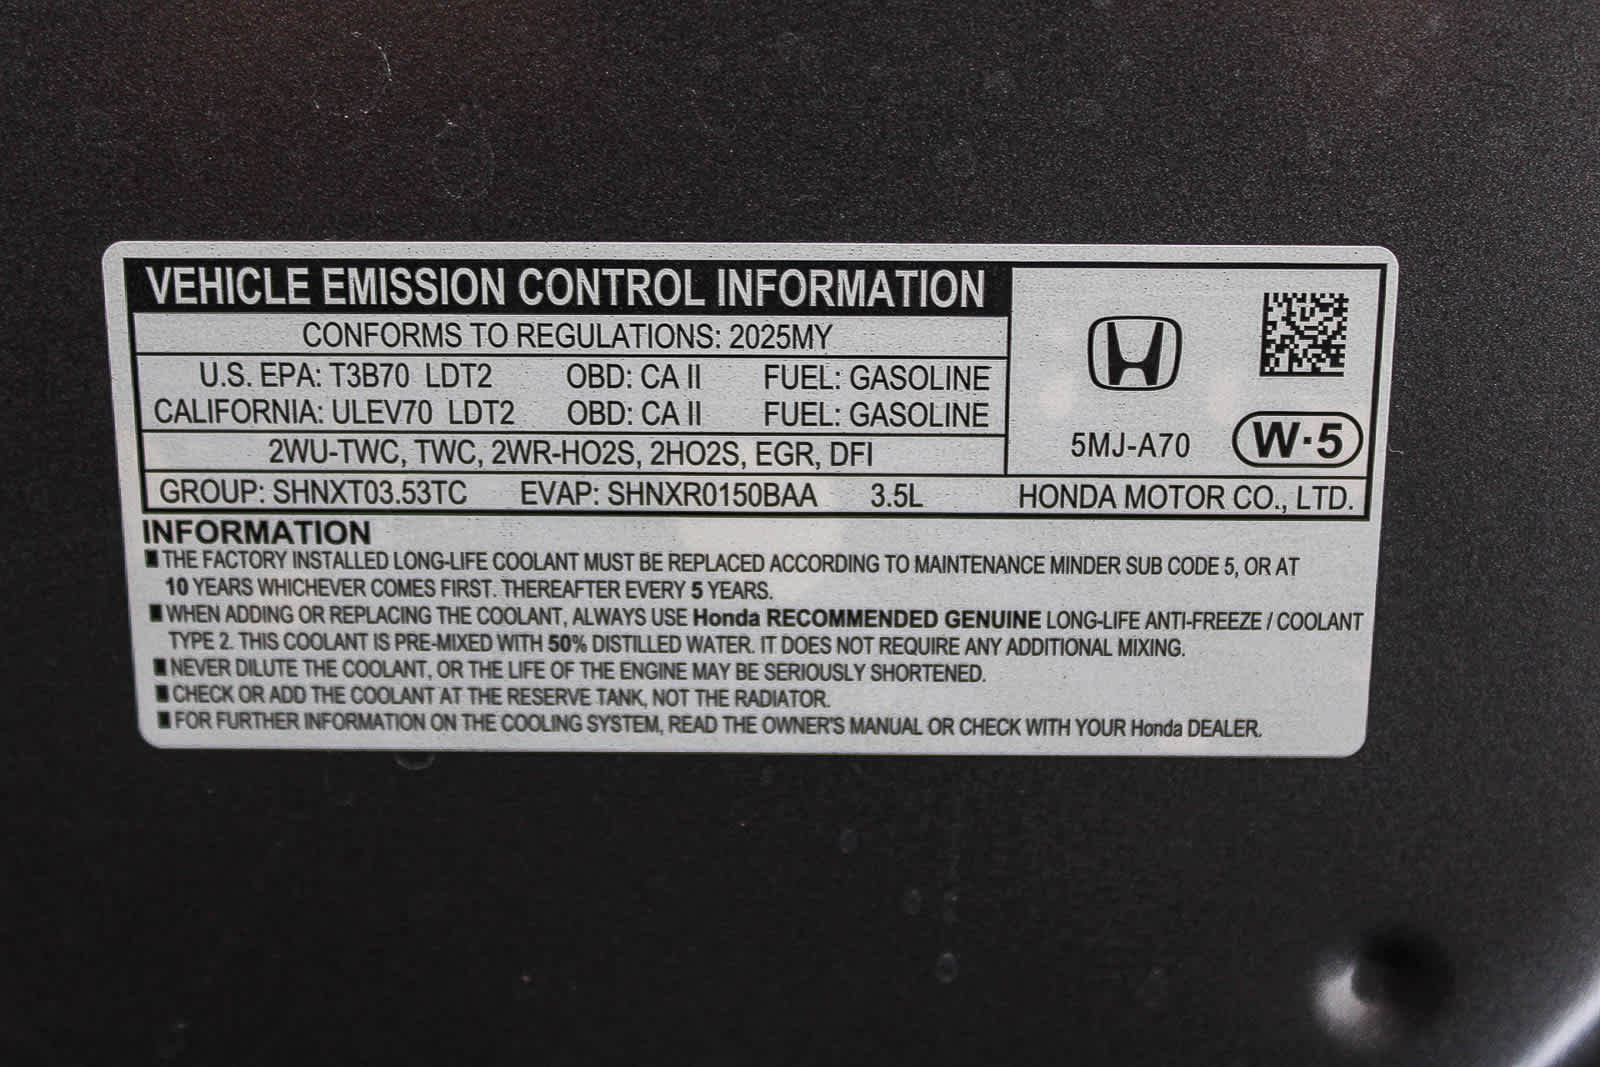 VEHICLE EMISSION CONTROL INFORMATION
CONFORMS TO REGULATIONS: 2025MY
U.S. EPA: T3B70 LDT2 OBD: CA II FUEL: GASOLINE
CALIFORNIA: ULEV70 LDT2 OBD: CA II FUEL: GASOLINE
2WU-TWC, TWC, 2WR-HO2S, 2HO2S, EGR, DFI
5MJ-A70 W·5
GROUP: SHNXT03.53TC EVAP: SHNXR0150BAA 3.5L HONDA MOTOR CO., LTD.
INFORMATION
■ THE FACTORY INSTALLED LONG-LIFE COOLANT MUST BE REPLACED ACCORDING TO MAINTENANCE MINDER SUB CODE 5, OR AT
10 YEARS WHICHEVER COMES FIRST. THEREAFTER EVERY 5 YEARS.
■ WHEN ADDING OR REPLACING THE COOLANT, ALWAYS USE Honda RECOMMENDED GENUINE LONG-LIFE ANTI-FREEZE / COOLANT
TYPE 2. THIS COOLANT IS PRE-MIXED WITH 50% DISTILLED WATER. IT DOES NOT REQUIRE ANY ADDITIONAL MIXING.
■ NEVER DILUTE THE COOLANT, OR THE LIFE OF THE ENGINE MAY BE SERIOUSLY SHORTENED.
■ CHECK OR ADD THE COOLANT AT THE RESERVE TANK, NOT THE RADIATOR.
■ FOR FURTHER INFORMATION ON THE COOLING SYSTEM, READ THE OWNER'S MANUAL OR CHECK WITH YOUR Honda DEALER.